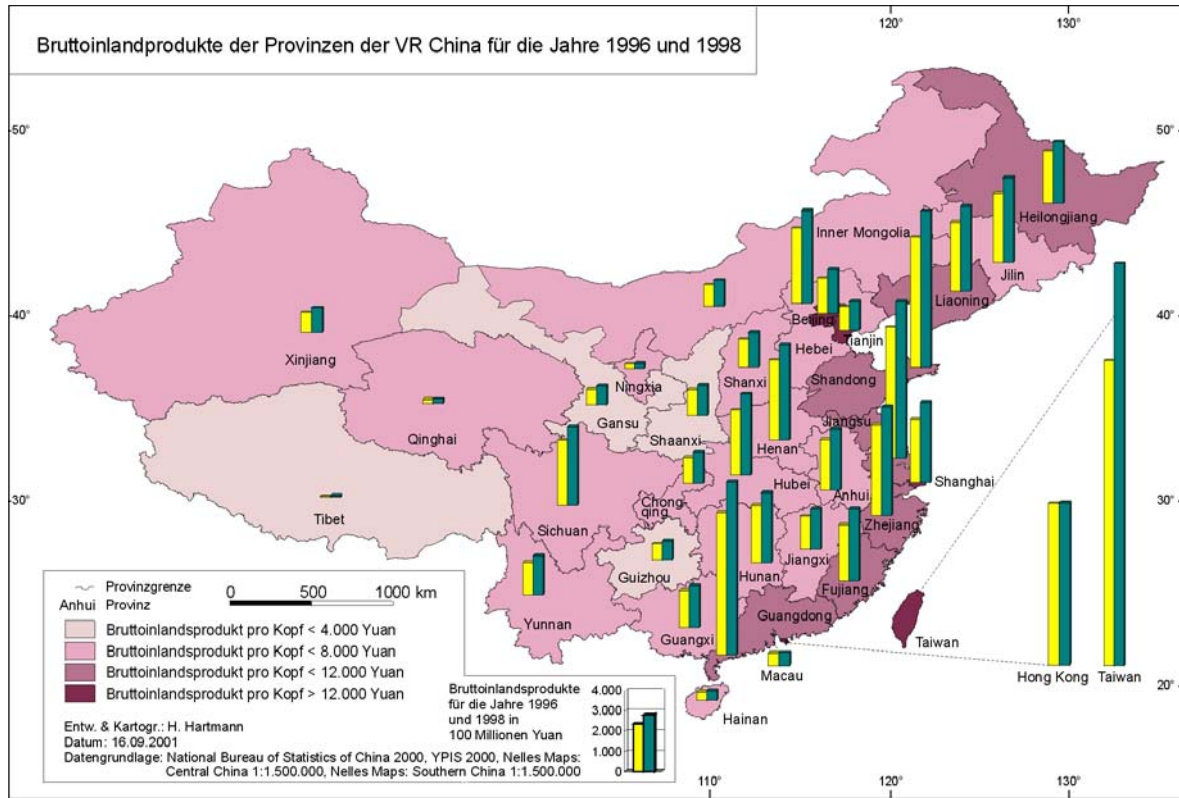 Bruttoinlandprodukte der Provinzen der VR China für die Jahre 1996 und 1998
120° 130°
50° 50°
40° 40°
30° 30°
20°
110° 120° 130°
Heilongjiang
Inner Mongolia
Jilin
Liaoning
Beijing
Tianjin
Hebei
Xinjiang
Ningxia
Shanxi
Shandong
Qinghai
Gansu
Jiangsu
Shaanxi
Henan
Shanghai
Hubei
Anhui
Tibet
Chong
qing
Sichuan
Zhejiang
Jiangxi
Hunan
Guizhou
Fujiang
Yunnan
Guangxi
Guangdong
Taiwan
Macau
Hong Kong
Taiwan
Hainan
Provinzgrenze
Anhui Provinz
0 500 1000 km
Bruttoinlandsprodukt pro Kopf < 4.000 Yuan
Bruttoinlandsprodukt pro Kopf < 8.000 Yuan
Bruttoinlandsprodukt pro Kopf < 12.000 Yuan
Bruttoinlandsprodukt pro Kopf > 12.000 Yuan
Bruttoinlandsprodukte
für die Jahre 1996
und 1998 in
100 Millionen Yuan
4.000
3.000
2.000
1.000
0
Entw. & Kartogr.: H. Hartmann
Datum: 16.09.2001
Datengrundlage: National Bureau of Statistics of China 2000, YPIS 2000, Nelles Maps:
Central China 1:1.500.000, Nelles Maps: Southern China 1:1.500.000